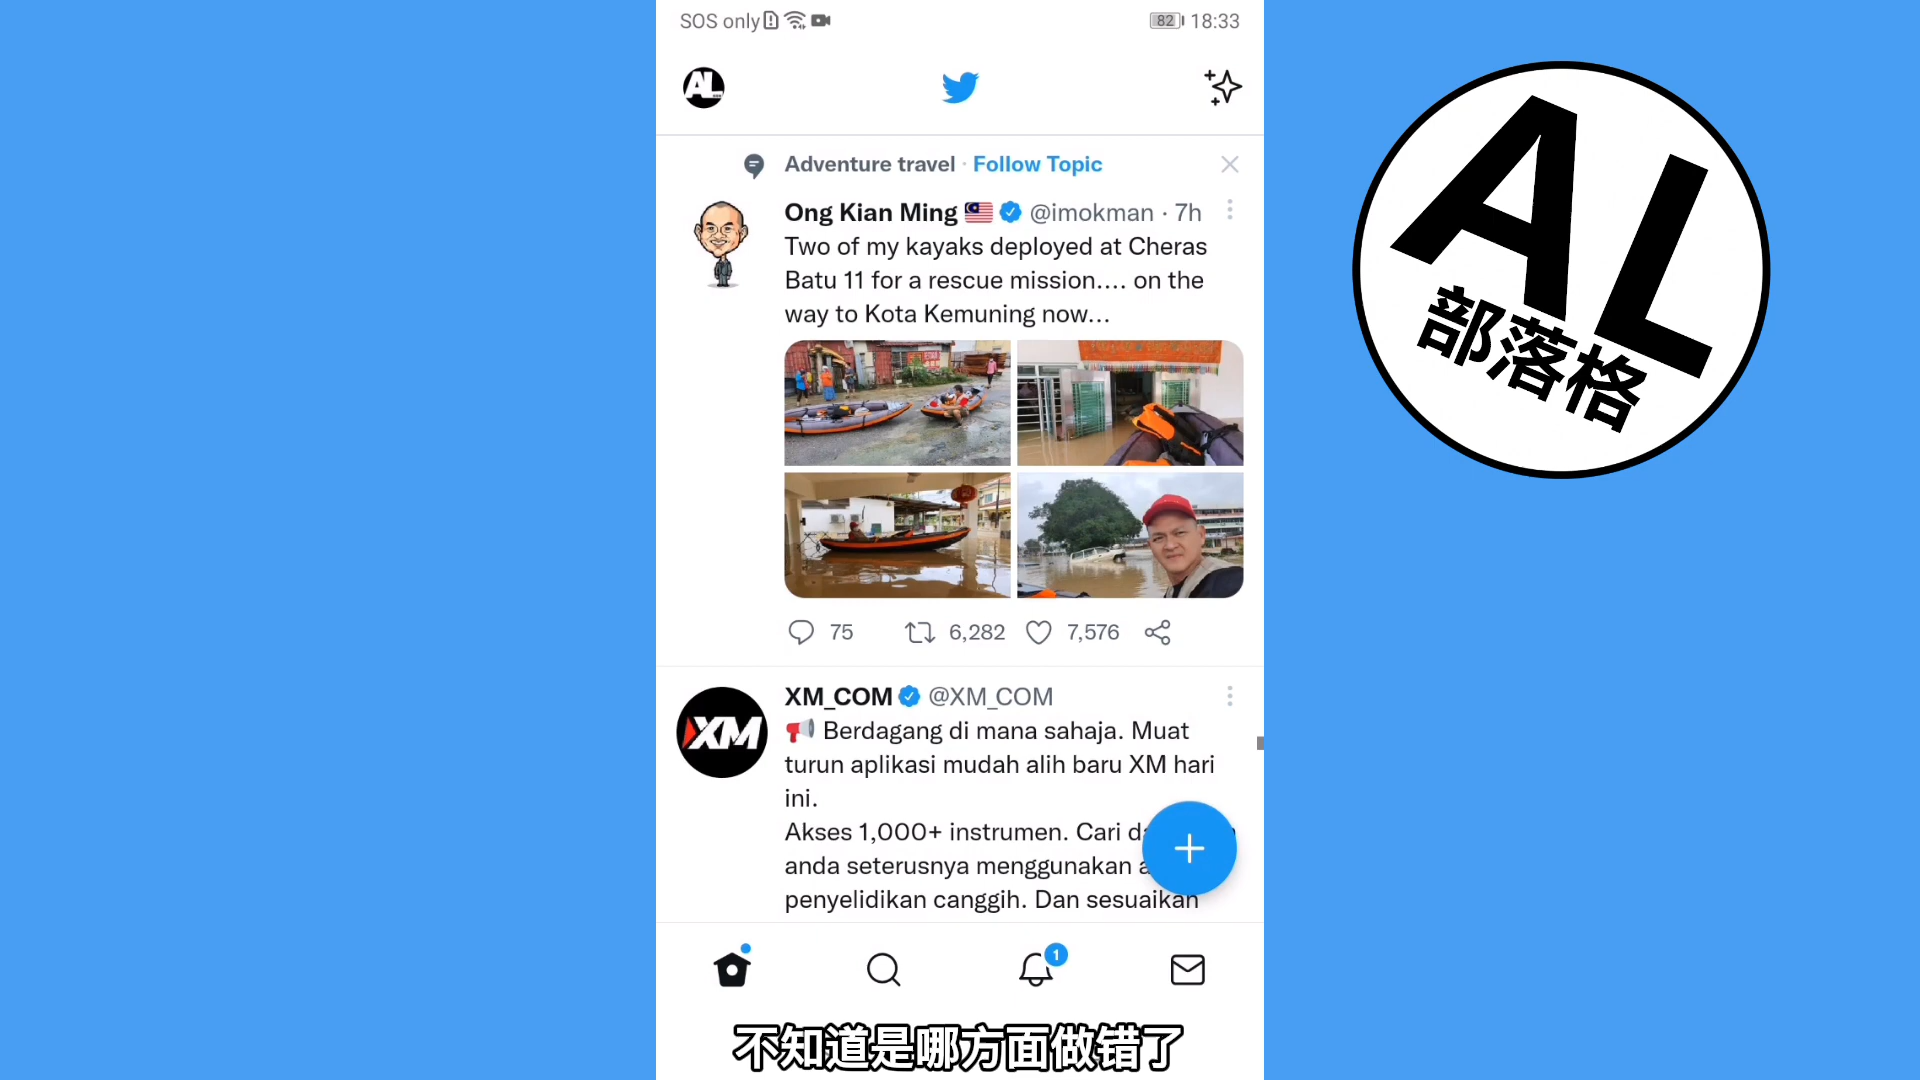 SOS only
82 18:33
AL
Adventure travel · Follow Topic
Ong Kian Ming @imokman · 7h
Two of my kayaks deployed at Cheras
Batu 11 for a rescue mission.... on the
way to Kota Kemuning now...
75 6,282 7,576
XM_COM @XM_COM
XM
Berdagang di mana sahaja. Muat
turun aplikasi mudah alih baru XM hari
ini.
Akses 1,000+ instrumen. Cari
anda seterusnya menggunakan
penyelidikan canggih. Dan sesuaikan
1
不知道是哪方面做错了
AL
部落格